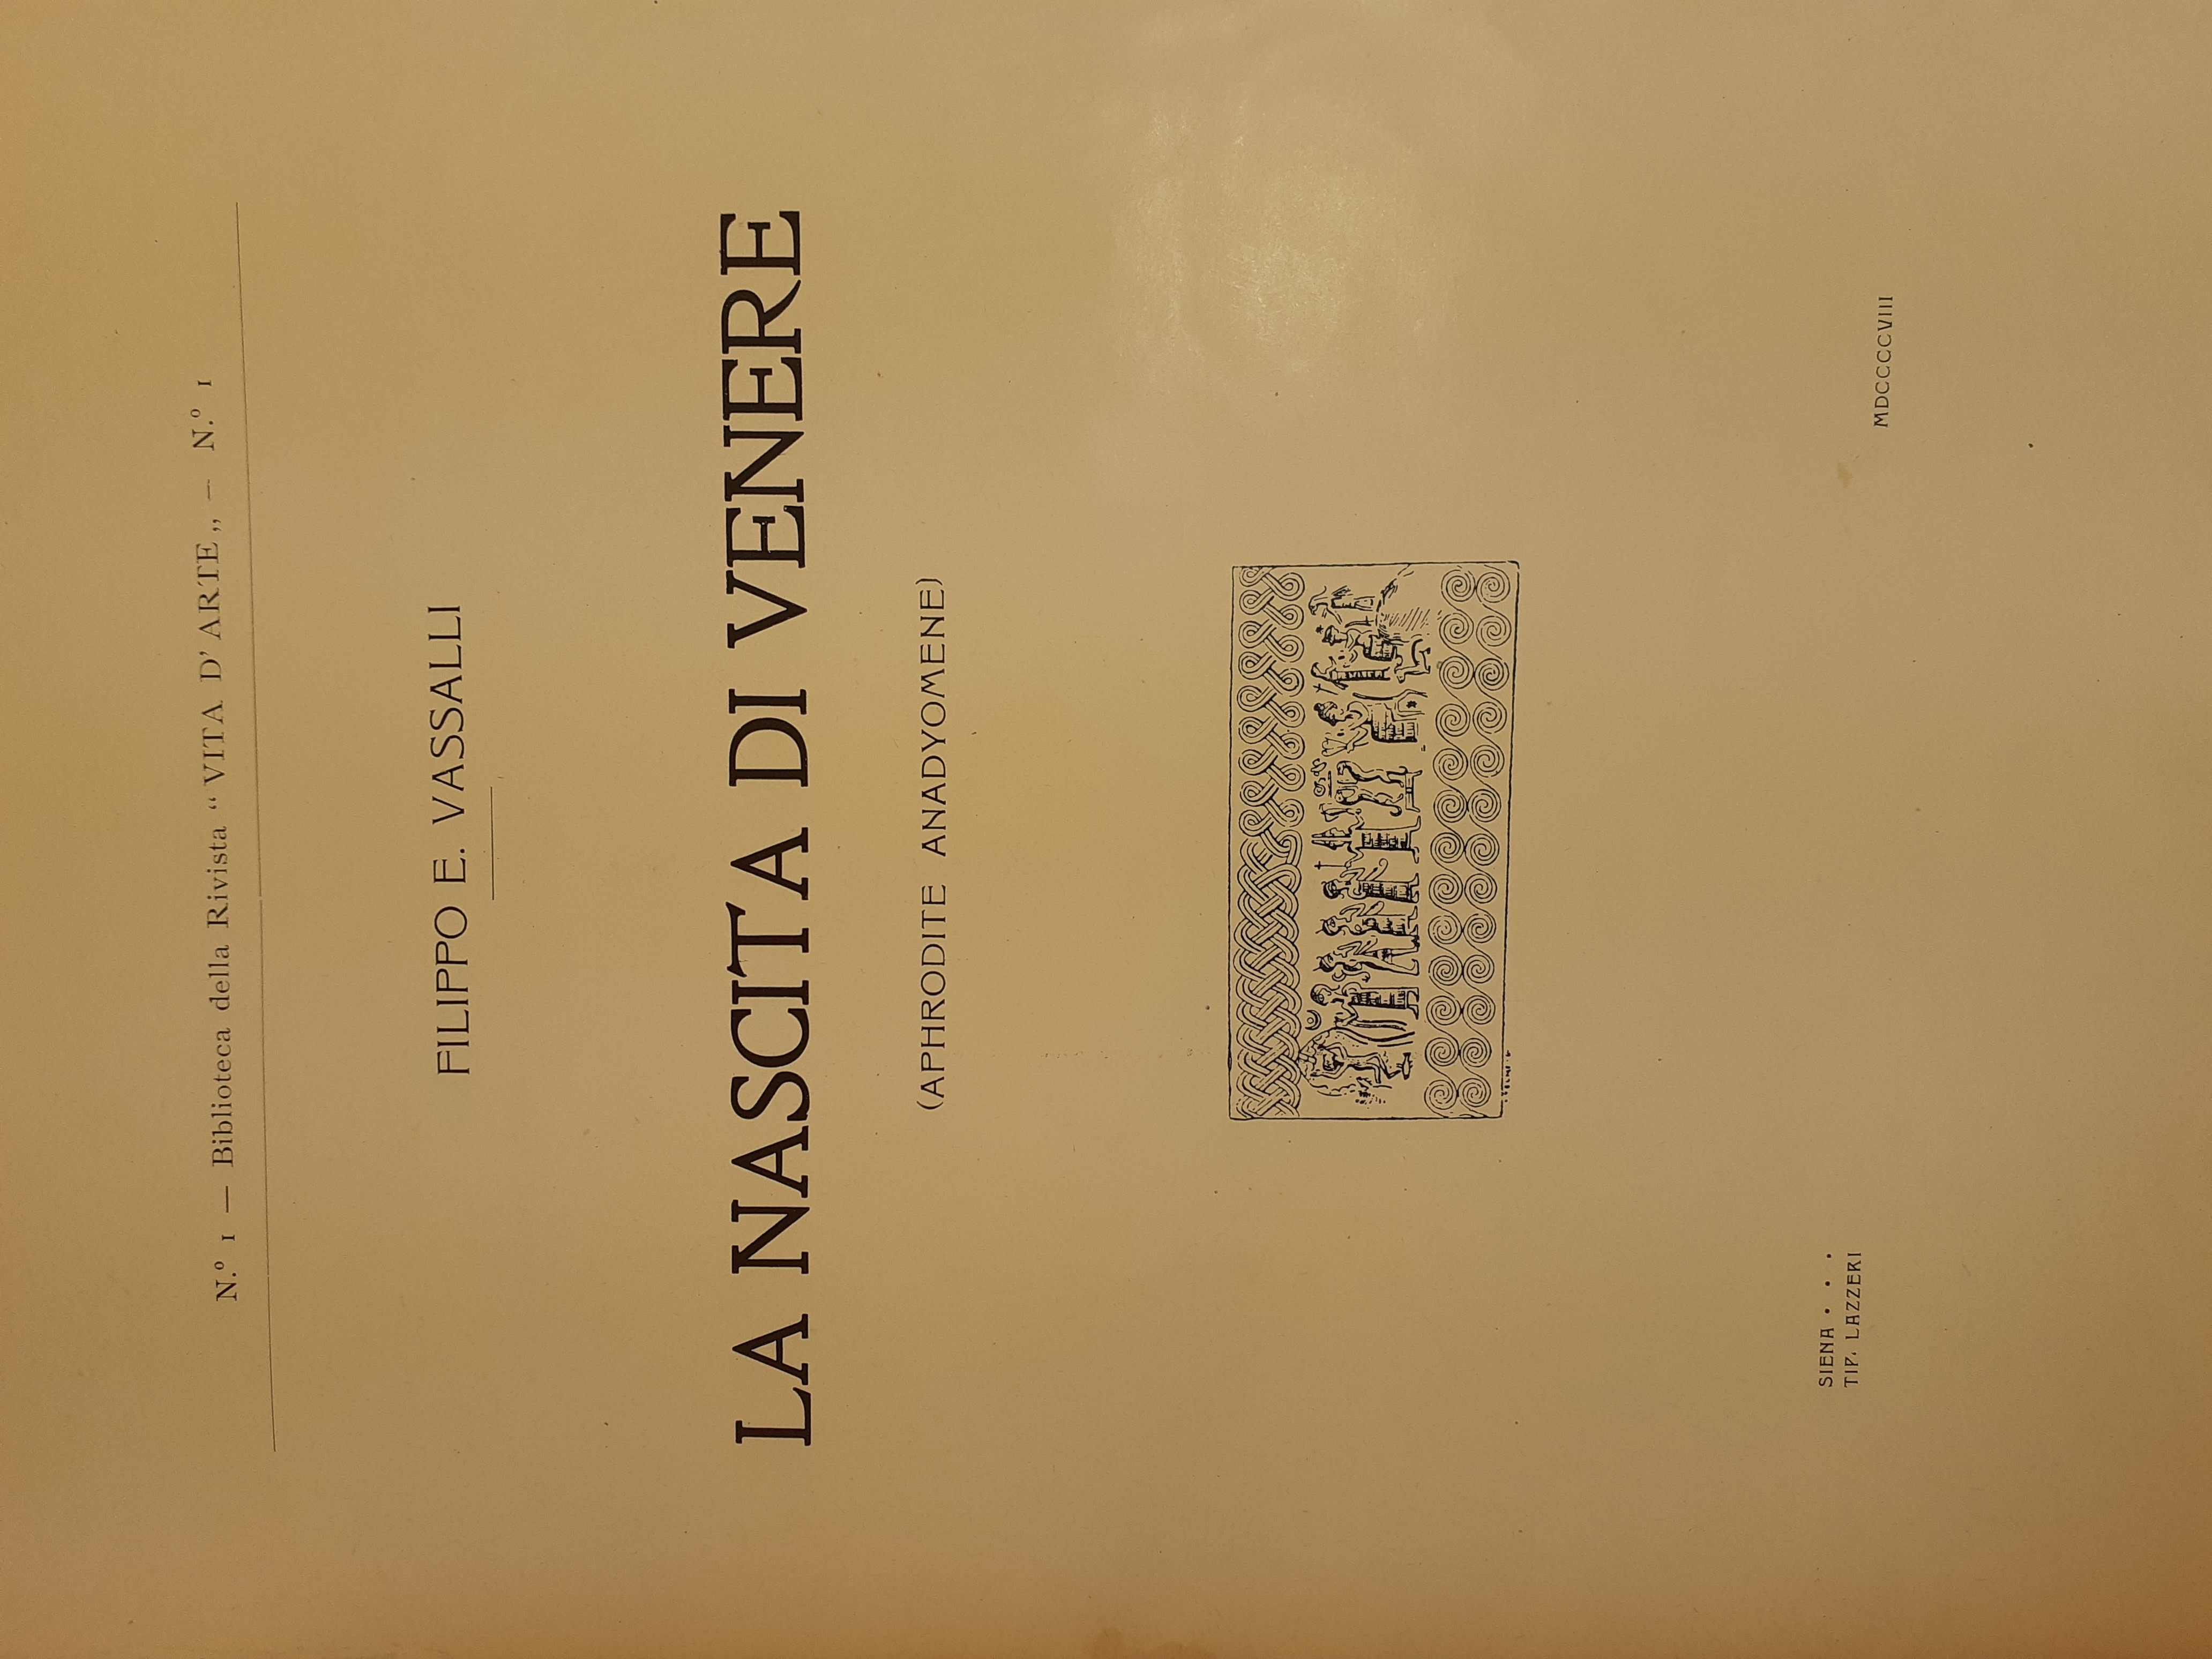 N.º 1 — Biblioteca della Rivista “ VITA D' ARTE „ — N.º 1
FILIPPO E. VASSALLI
LA NASCITA DI VENERE
(APHRODITE ANADYOMENE)
SIENA • • •
TIP. LAZZERI
MDCCCCVIII